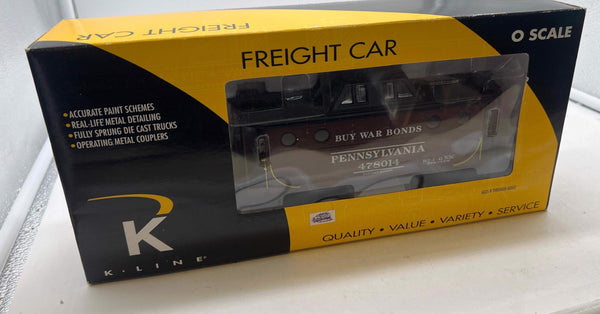 FREIGHT CAR
FREIGHT CAR
O SCALE
• ACCURATE PAINT SCHEMES
• REAL-LIFE METAL DETAILING
• FULLY SPRUNG DIE CAST TRUCKS
• OPERATING METAL COUPLERS
BUY WAR BONDS
PENNSYLVANIA
478014
K
K·LINE®
QUALITY • VALUE • VARIETY • SERVICE